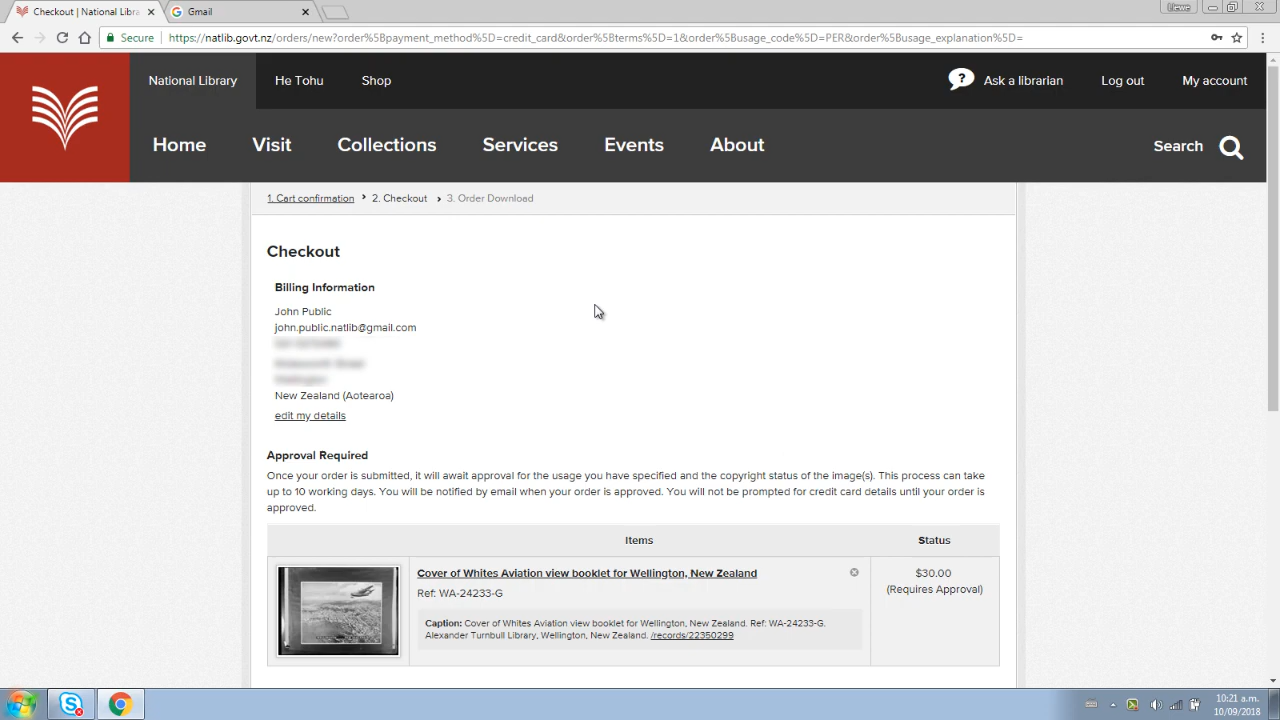 Checkout | National Libra
Gmail
Secure
https://natlib.govt.nz/orders/new?order%5Bpayment_method%5D=credit_card&order%5Bterms%5D=1&order%5Busage_code%5D=PER&order%5Busage_explanation%5D=
National Library
He Tohu
Shop
? Ask a librarian
Log out
My account
Home
Visit
Collections
Services
Events
About
Search
1. Cart confirmation > 2. Checkout > 3. Order Download
Checkout
Billing Information
John Public
john.public.natlib@gmail.com
New Zealand (Aotearoa)
edit my details
Approval Required
Once your order is submitted, it will await approval for the usage you have specified and the copyright status of the image(s). This process can take
up to 10 working days. You will be notified by email when your order is approved. You will not be prompted for credit card details until your order is
approved.
Items
Status
Cover of Whites Aviation view booklet for Wellington, New Zealand
Ref: WA-24233-G
Caption: Cover of Whites Aviation view booklet for Wellington, New Zealand. Ref: WA-24233-G.
Alexander Turnbull Library, Wellington, New Zealand. /records/22350299
$30.00
(Requires Approval)
10:21 a.m.
10/09/2018